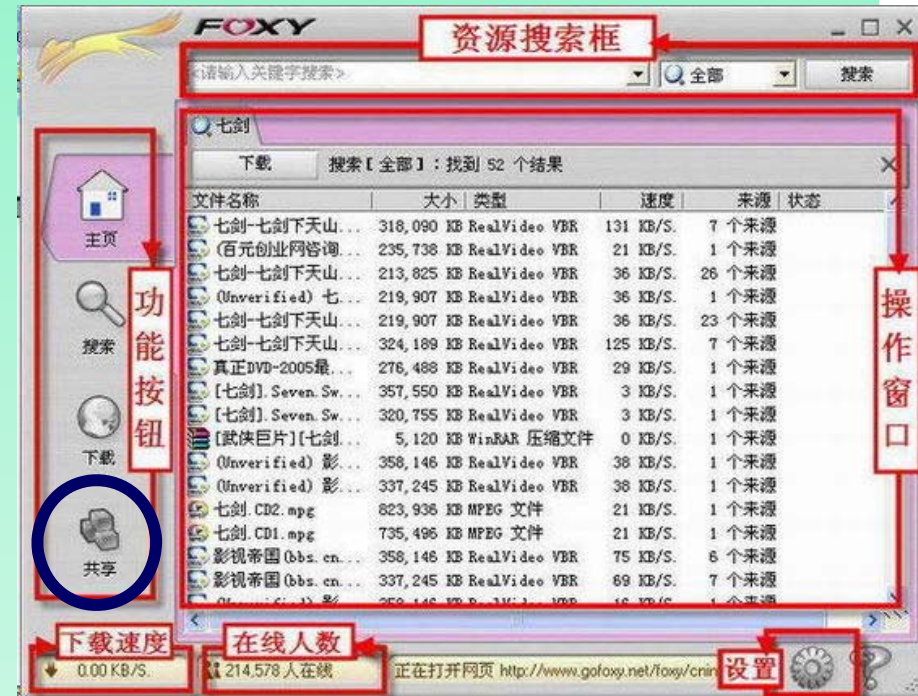 FOXY
资源搜索框
<请输入关键字搜索> 全部 搜索
七剑
下载 搜索【全部】：找到 52 个结果
文件名称 大小 类型 速度 来源 状态
七剑-七剑下天山... 318,090 KB RealVideo VBR 131 KB/S. 7 个来源
(百元创业网咨询... 235,738 KB RealVideo VBR 21 KB/S. 1 个来源
七剑-七剑下天山... 213,825 KB RealVideo VBR 36 KB/S. 26 个来源
(Unverified) 七... 219,907 KB RealVideo VBR 36 KB/S. 1 个来源
七剑-七剑下天山... 219,907 KB RealVideo VBR 36 KB/S. 23 个来源
七剑-七剑下天山... 324,189 KB RealVideo VBR 125 KB/S. 7 个来源
真正DVD-2005最... 276,488 KB RealVideo VBR 29 KB/S. 1 个来源
[七剑].Seven.Sw... 357,550 KB RealVideo VBR 3 KB/S. 1 个来源
[七剑].Seven.Sw... 320,755 KB RealVideo VBR 3 KB/S. 1 个来源
[武侠巨片][七剑... 5,120 KB WinRAR 压缩文件 0 KB/S. 1 个来源
(Unverified) 影... 358,146 KB RealVideo VBR 38 KB/S. 1 个来源
(Unverified) 影... 337,245 KB RealVideo VBR 38 KB/S. 1 个来源
七剑.CD2.mpg 823,936 KB MPEG 文件 21 KB/S. 1 个来源
七剑.CD1.mpg 735,496 KB MPEG 文件 21 KB/S. 1 个来源
影视帝国(bbs.cn... 358,146 KB RealVideo VBR 75 KB/S. 6 个来源
影视帝国(bbs.cn... 337,245 KB RealVideo VBR 69 KB/S. 7 个来源
主页
搜索
下载
共享
功能按钮
操作窗口
下载速度
在线人数
设置
0.00 KB/S.
214,578 人在线
正在打开网页 http://www.gofoxy.net/foxy/cnin